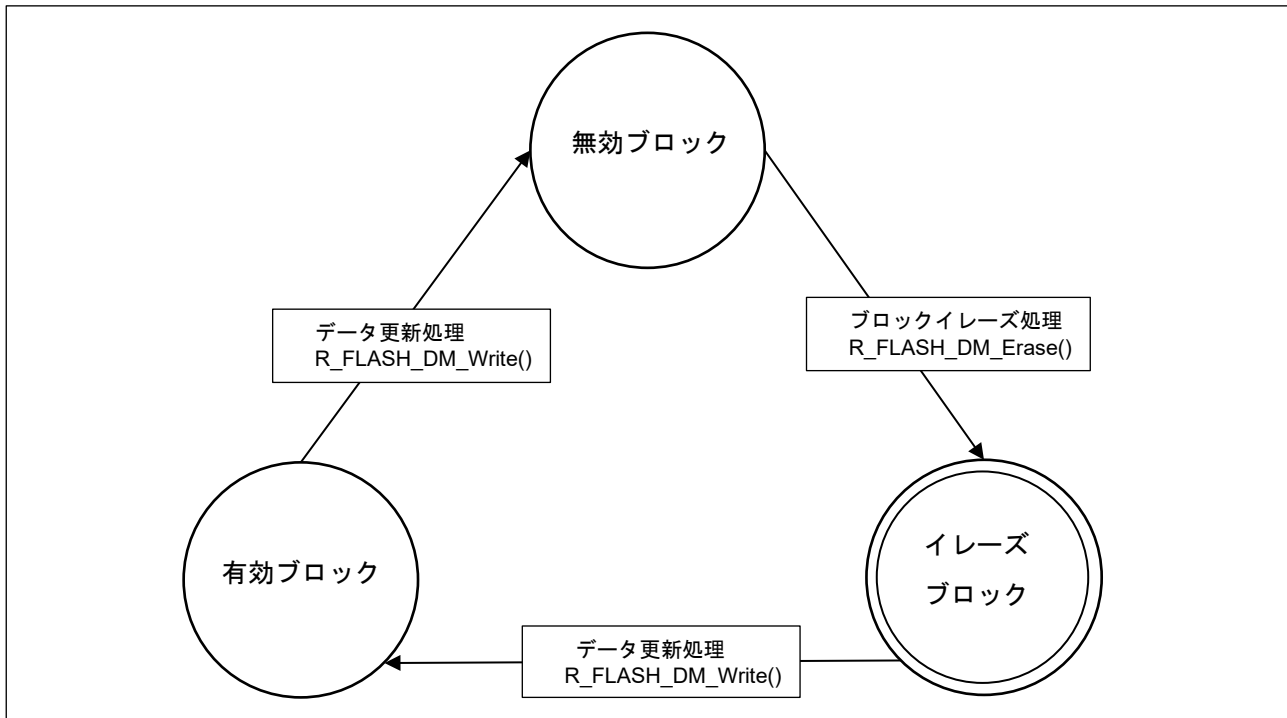 無効ブロック
データ更新処理
R_FLASH_DM_Write()
ブロックイレーズ処理
R_FLASH_DM_Erase()
有効ブロック
イレーズ
ブロック
データ更新処理
R_FLASH_DM_Write()